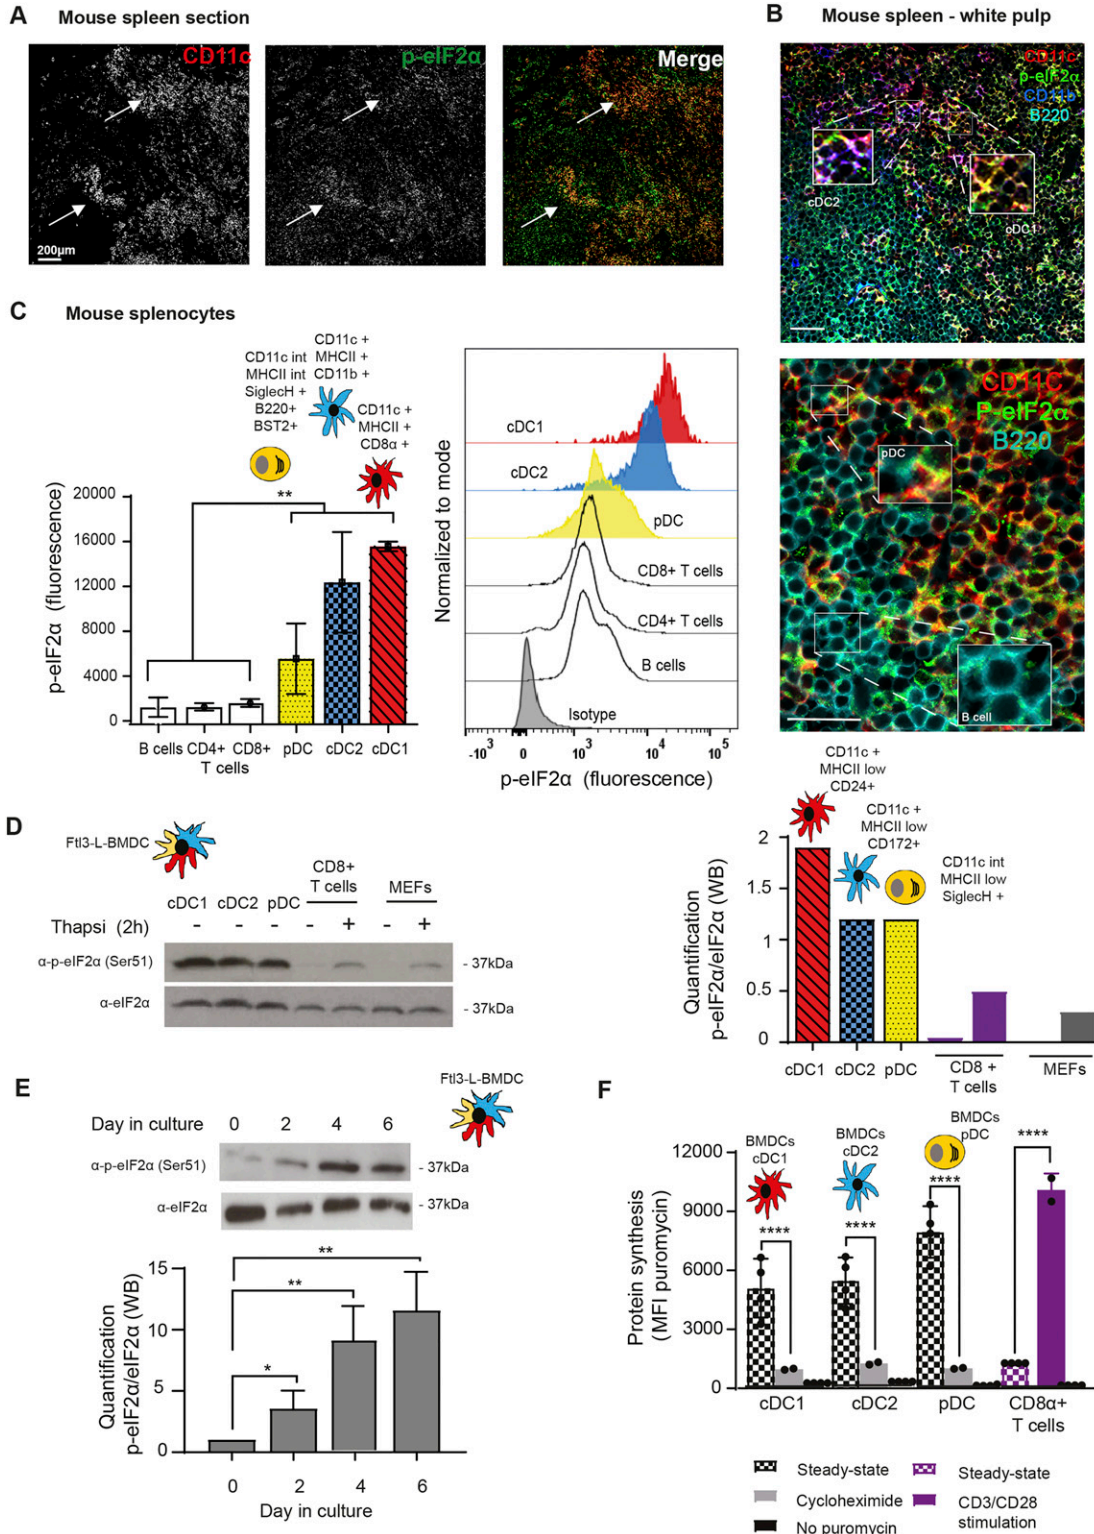 A
Mouse spleen section
CD11c
p-eIF2α
Merge
200µm
B
Mouse spleen - white pulp
CD11c
p-eIF2α
CD11b
B220
cDC2
cDC1
CD11C
P-eIF2α
B220
pDC
B cell
C
Mouse splenocytes
CD11c int
MHCII int
SiglecH +
B220+
BST2+
CD11c +
MHCII +
CD11b +
CD11c +
MHCII +
CD8α +
**
p-eIF2α (fluorescence)
20000
16000
12000
8000
4000
0
B cells CD4+ CD8+ pDC cDC2 cDC1
T cells
Normalized to mode
cDC1
cDC2
pDC
CD8+ T cells
CD4+ T cells
B cells
Isotype
-10³ 0 10³ 10⁴ 10⁵
p-eIF2α (fluorescence)
D
Ftl3-L-BMDC
CD8+
T cells
MEFs
cDC1 cDC2 pDC
Thapsi (2h) - - - - + - +
α-p-eIF2α (Ser51)
- 37kDa
α-eIF2α
- 37kDa
CD11c +
MHCII low
CD24+
CD11c +
MHCII low
CD172+
CD11c int
MHCII low
SiglecH +
Quantification
p-eIF2α/eIF2α (WB)
2
1.5
1
0.5
0
cDC1 cDC2 pDC CD8 +
T cells
MEFs
E
Ftl3-L-BMDC
Day in culture 0 2 4 6
α-p-eIF2α (Ser51)
- 37kDa
α-eIF2α
- 37kDa
Quantification
p-eIF2α/eIF2α (WB)
15
10
5
0
**
**
*
0 2 4 6
Day in culture
F
BMDCs
cDC1
BMDCs
cDC2
BMDCs
pDC
****
****
****
****
Protein synthesis
(MFI puromycin)
12000
9000
6000
3000
0
cDC1 cDC2 pDC CD8α+
T cells
Steady-state
Cycloheximide
No puromycin
Steady-state
CD3/CD28
stimulation